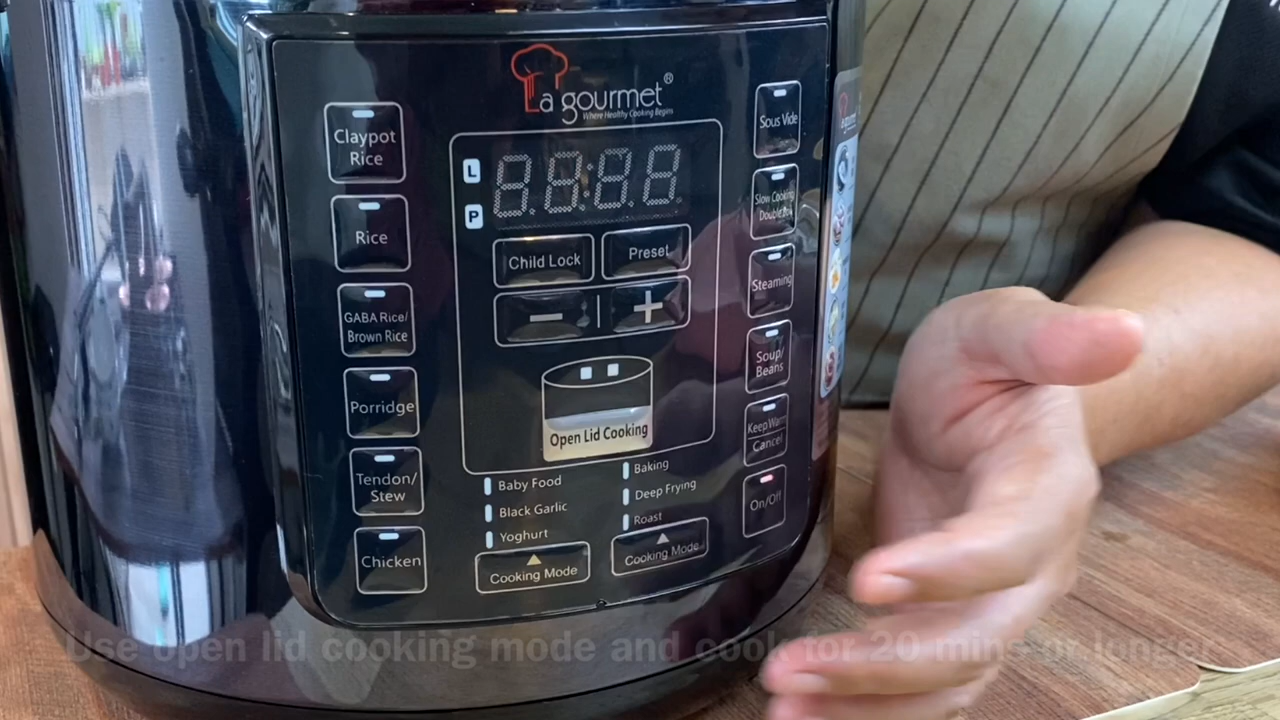 La gourmet®
Where Healthy Cooking Begins
Claypot
Rice
Rice
GABA Rice/
Brown Rice
Porridge
Tendon/
Stew
Chicken
L
P
88:88
Child Lock
Preset
− | +
Open Lid Cooking
Baby Food
Black Garlic
Yoghurt
Cooking Mode
Baking
Deep Frying
Roast
Cooking Mode
Sous Vide
Slow Cooking
Steaming
Soup/
Beans
Keep Warm
Cancel
On/Off
Use open lid cooking mode and cook for 20 mins or longer